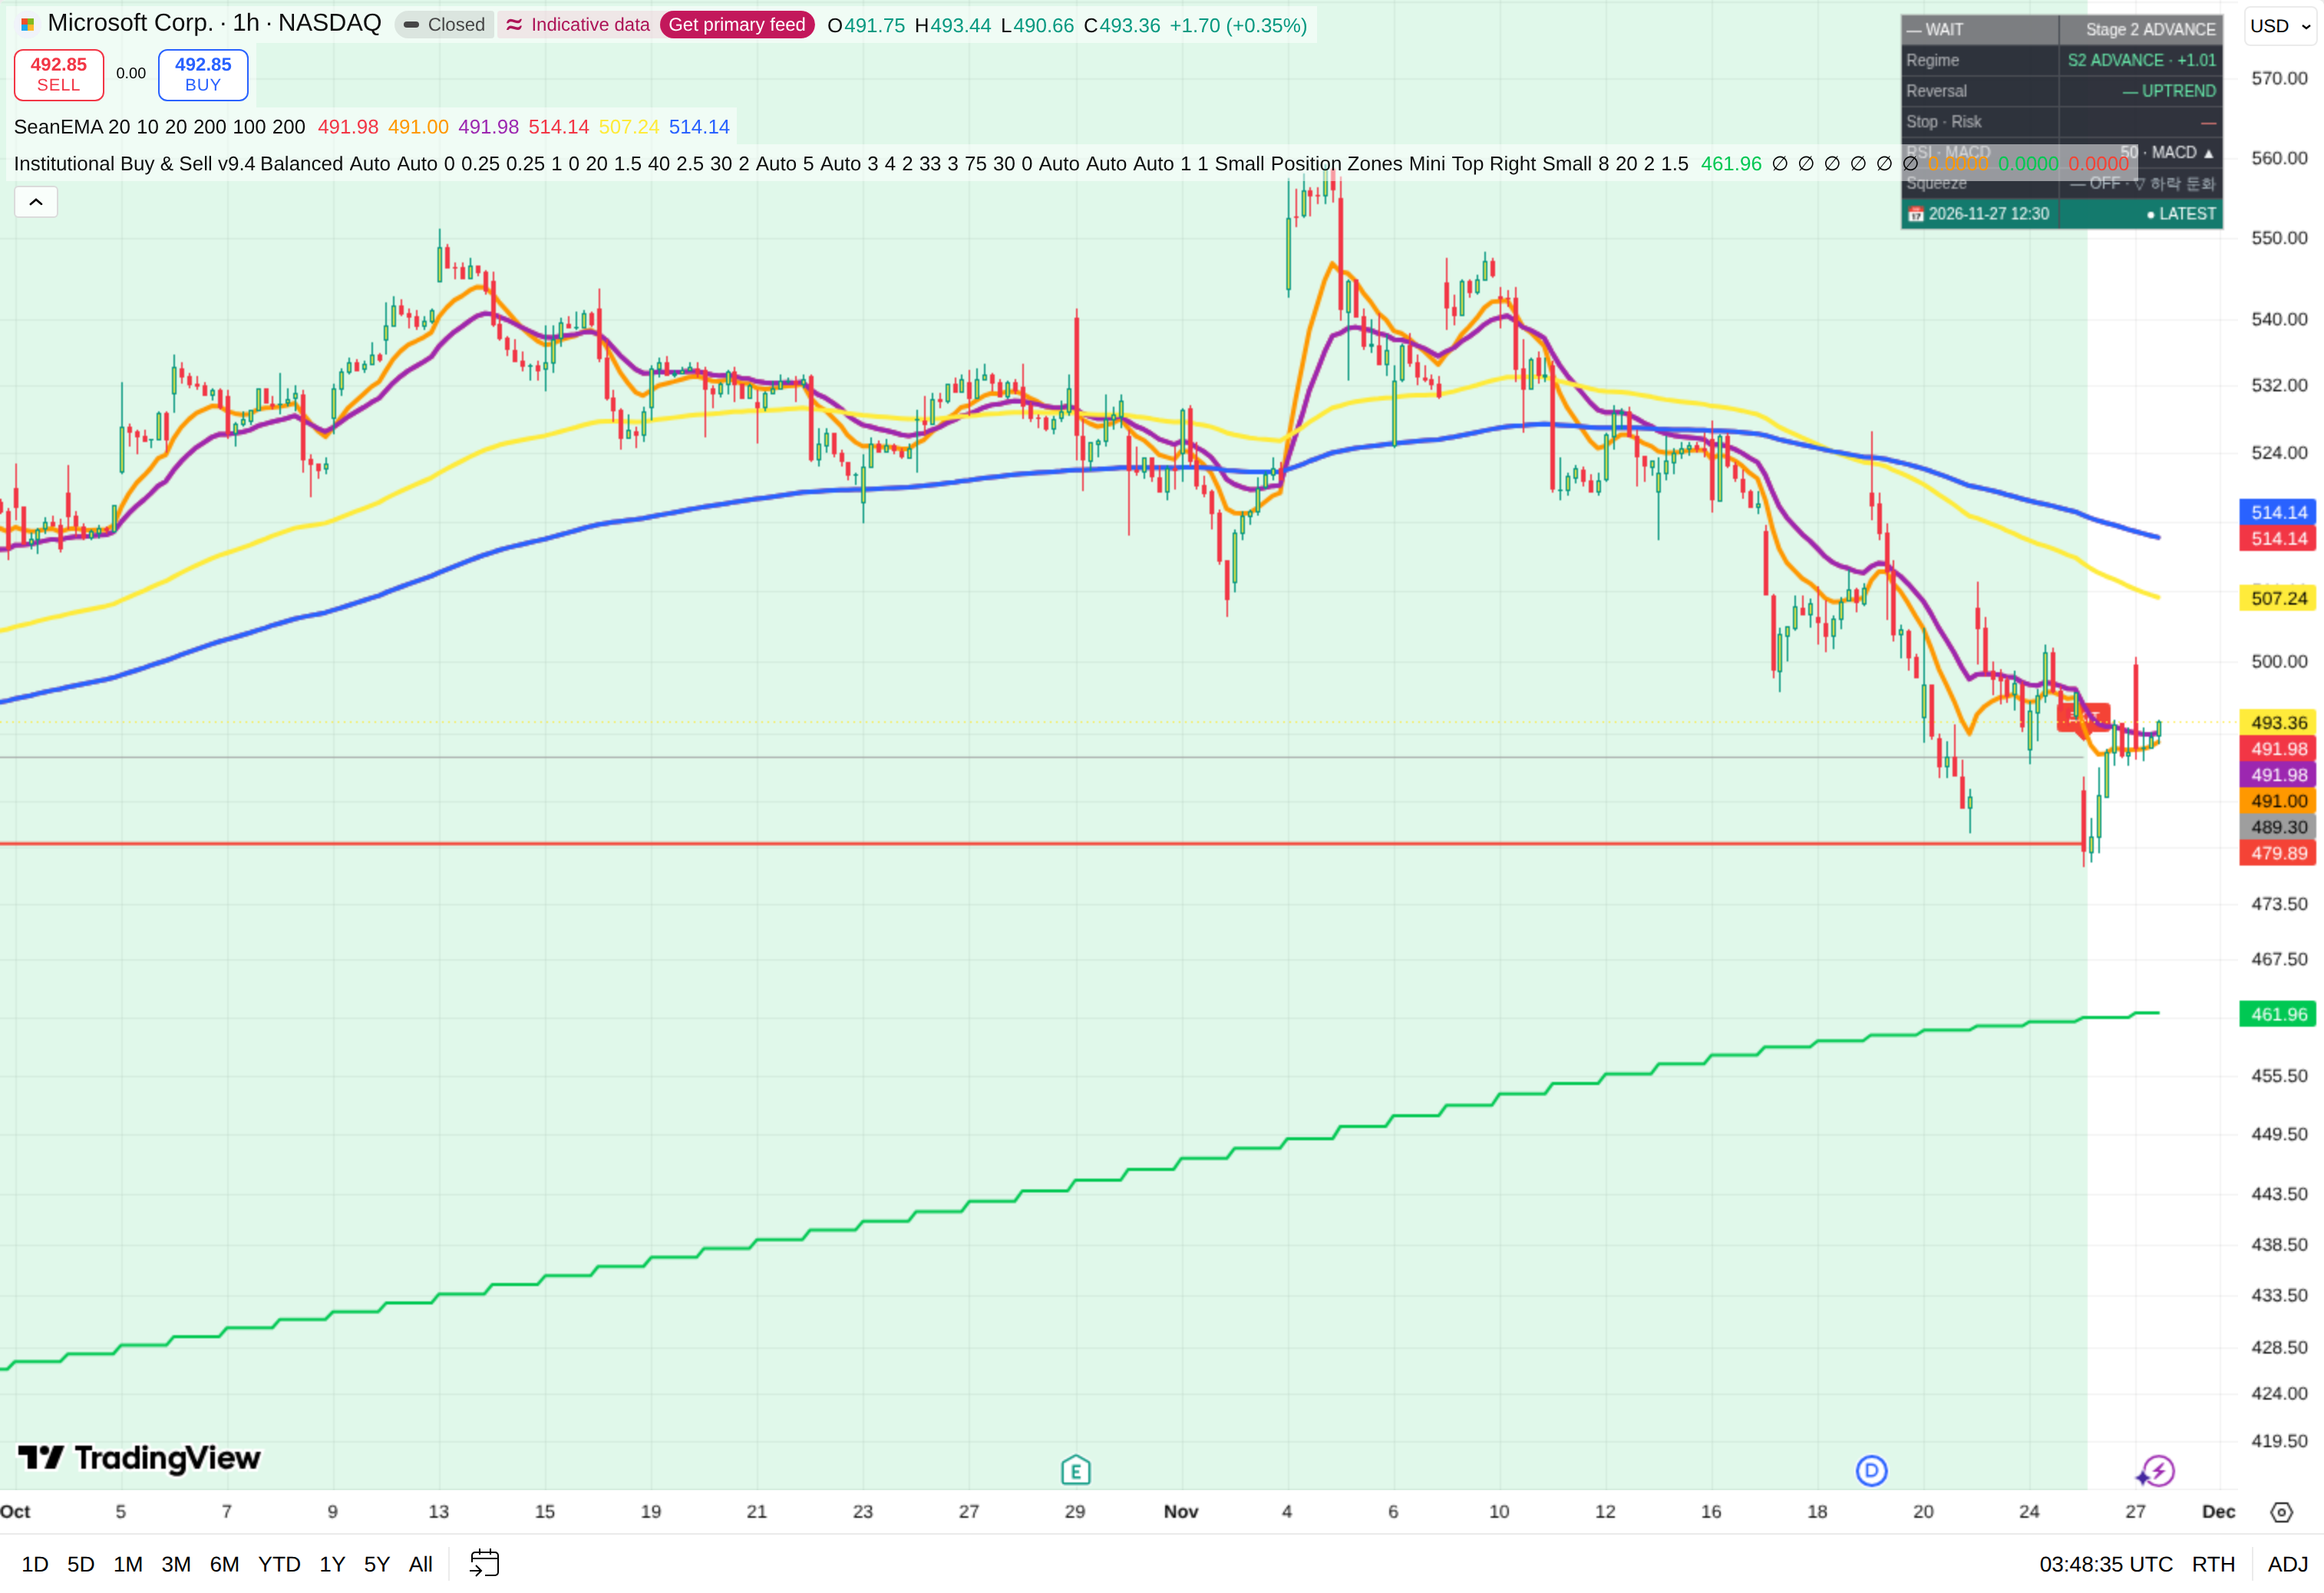 Microsoft Corp. · 1h · NASDAQ Closed Indicative data Get primary feed O491.75 H493.44 L490.66 C493.36 +1.70 (+0.35%)
492.85 SELL 0.00 492.85 BUY
SeanEMA 20 10 20 200 100 200 491.98 491.00 491.98 514.14 507.24 514.14
Institutional Buy & Sell v9.4 Balanced Auto Auto 0 0.25 0.25 1 0 20 1.5 40 2.5 30 2 Auto 5 Auto 3 4 2 33 3 75 30 0 Auto Auto Auto 1 1 Small Position Zones Mini Top Right Small 8 20 2 1.5 461.96 ∅ ∅ ∅ ∅ ∅ ∅ 0.0000 0.0000 0.0000
— WAIT Stage 2 ADVANCE
Regime S2 ADVANCE · +1.01
Reversal — UPTREND
Stop · Risk —
RSI · MACD 50 · MACD ▲
Squeeze — OFF · ▽ 하락 둔화
2026-11-27 12:30 ● LATEST
USD
570.00
560.00
550.00
540.00
532.00
524.00
514.14
514.14
507.24
500.00
493.36
491.98
491.98
491.00
489.30
479.89
473.50
467.50
461.96
455.50
449.50
443.50
438.50
433.50
428.50
424.00
419.50
TradingView
E D
Oct 5 7 9 13 15 19 21 23 27 29 Nov 4 6 10 12 16 18 20 24 27 Dec
1D 5D 1M 3M 6M YTD 1Y 5Y All 03:48:35 UTC RTH ADJ